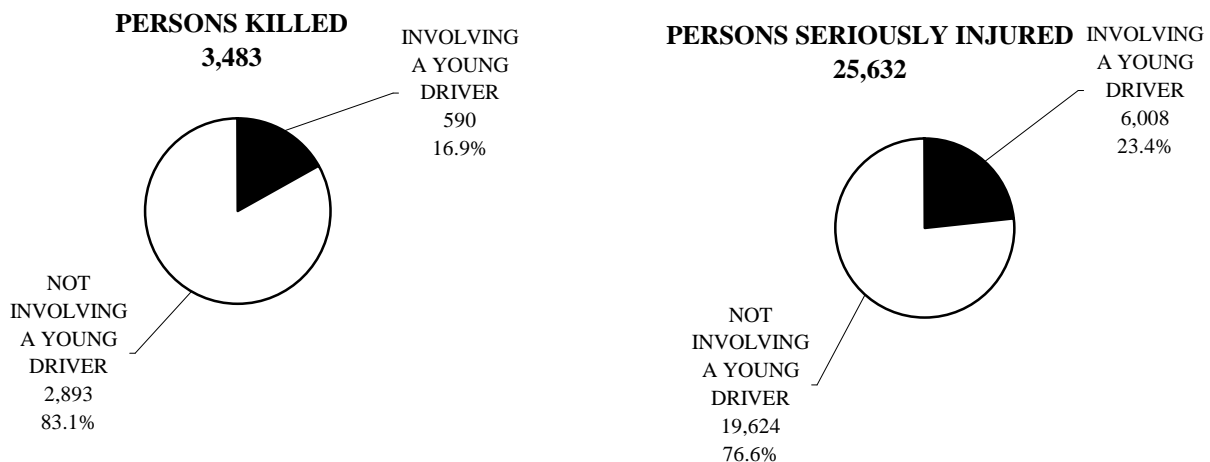 PERSONS KILLED
3,483
INVOLVING
A YOUNG
DRIVER
590
16.9%
NOT
INVOLVING
A YOUNG
DRIVER
2,893
83.1%
PERSONS SERIOUSLY INJURED
25,632
INVOLVING
A YOUNG
DRIVER
6,008
23.4%
NOT
INVOLVING
A YOUNG
DRIVER
19,624
76.6%